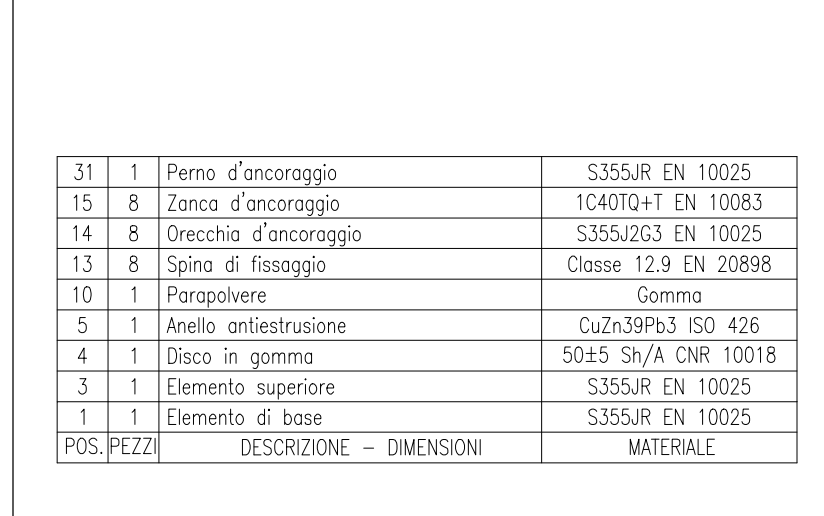 31 1 Perno d'ancoraggio S355JR EN 10025
15 8 Zanca d'ancoraggio 1C40TQ+T EN 10083
14 8 Orecchia d'ancoraggio S355J2G3 EN 10025
13 8 Spina di fissaggio Classe 12.9 EN 20898
10 1 Parapolvere Gomma
5 1 Anello antiestrusione CuZn39Pb3 ISO 426
4 1 Disco in gomma 50±5 Sh/A CNR 10018
3 1 Elemento superiore S355JR EN 10025
1 1 Elemento di base S355JR EN 10025
POS. PEZZI DESCRIZIONE – DIMENSIONI MATERIALE